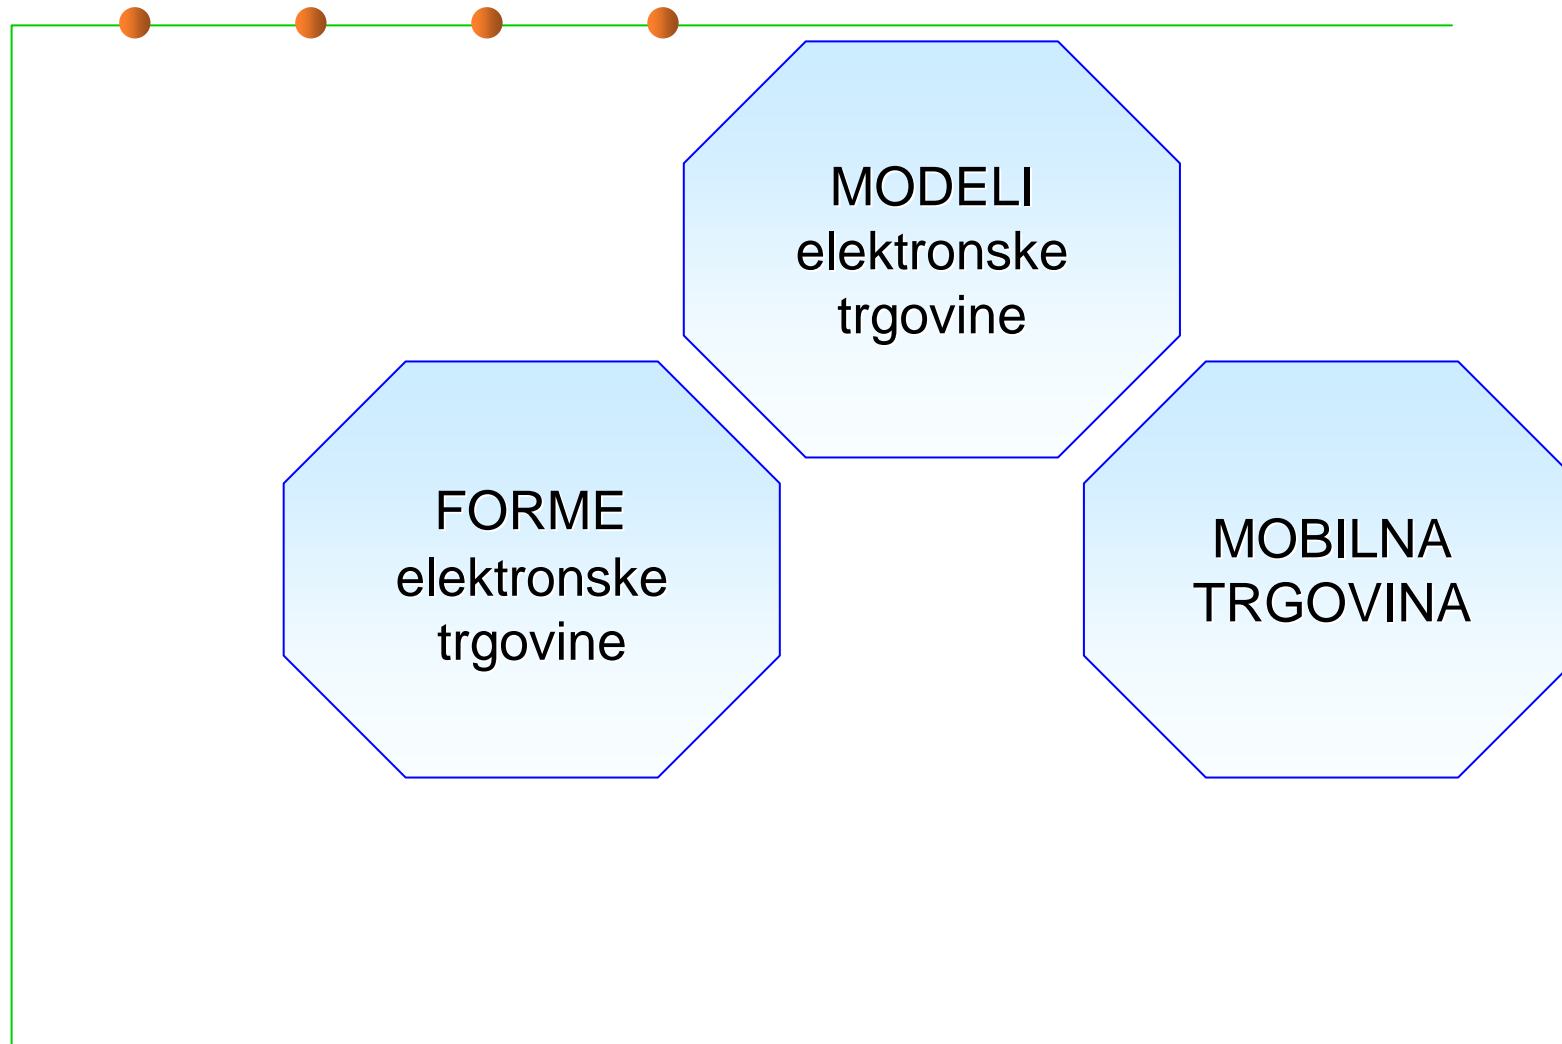 MODELI
elektronske
trgovine
FORME
elektronske
trgovine
MOBILNA
TRGOVINA